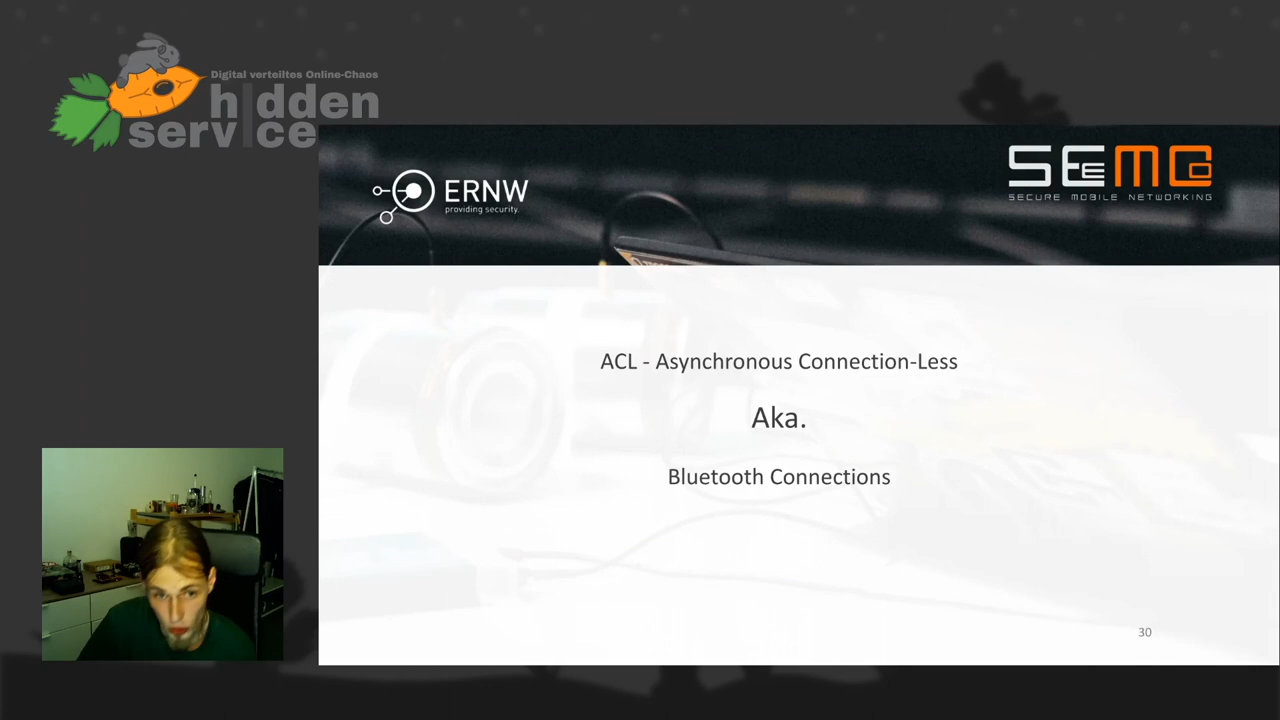 Digital verteiltes Online-Chaos
hidden
service
ERNW
providing security.
SEEMOO
SECURE MOBILE NETWORKING
ACL - Asynchronous Connection-Less
Aka.
Bluetooth Connections
30